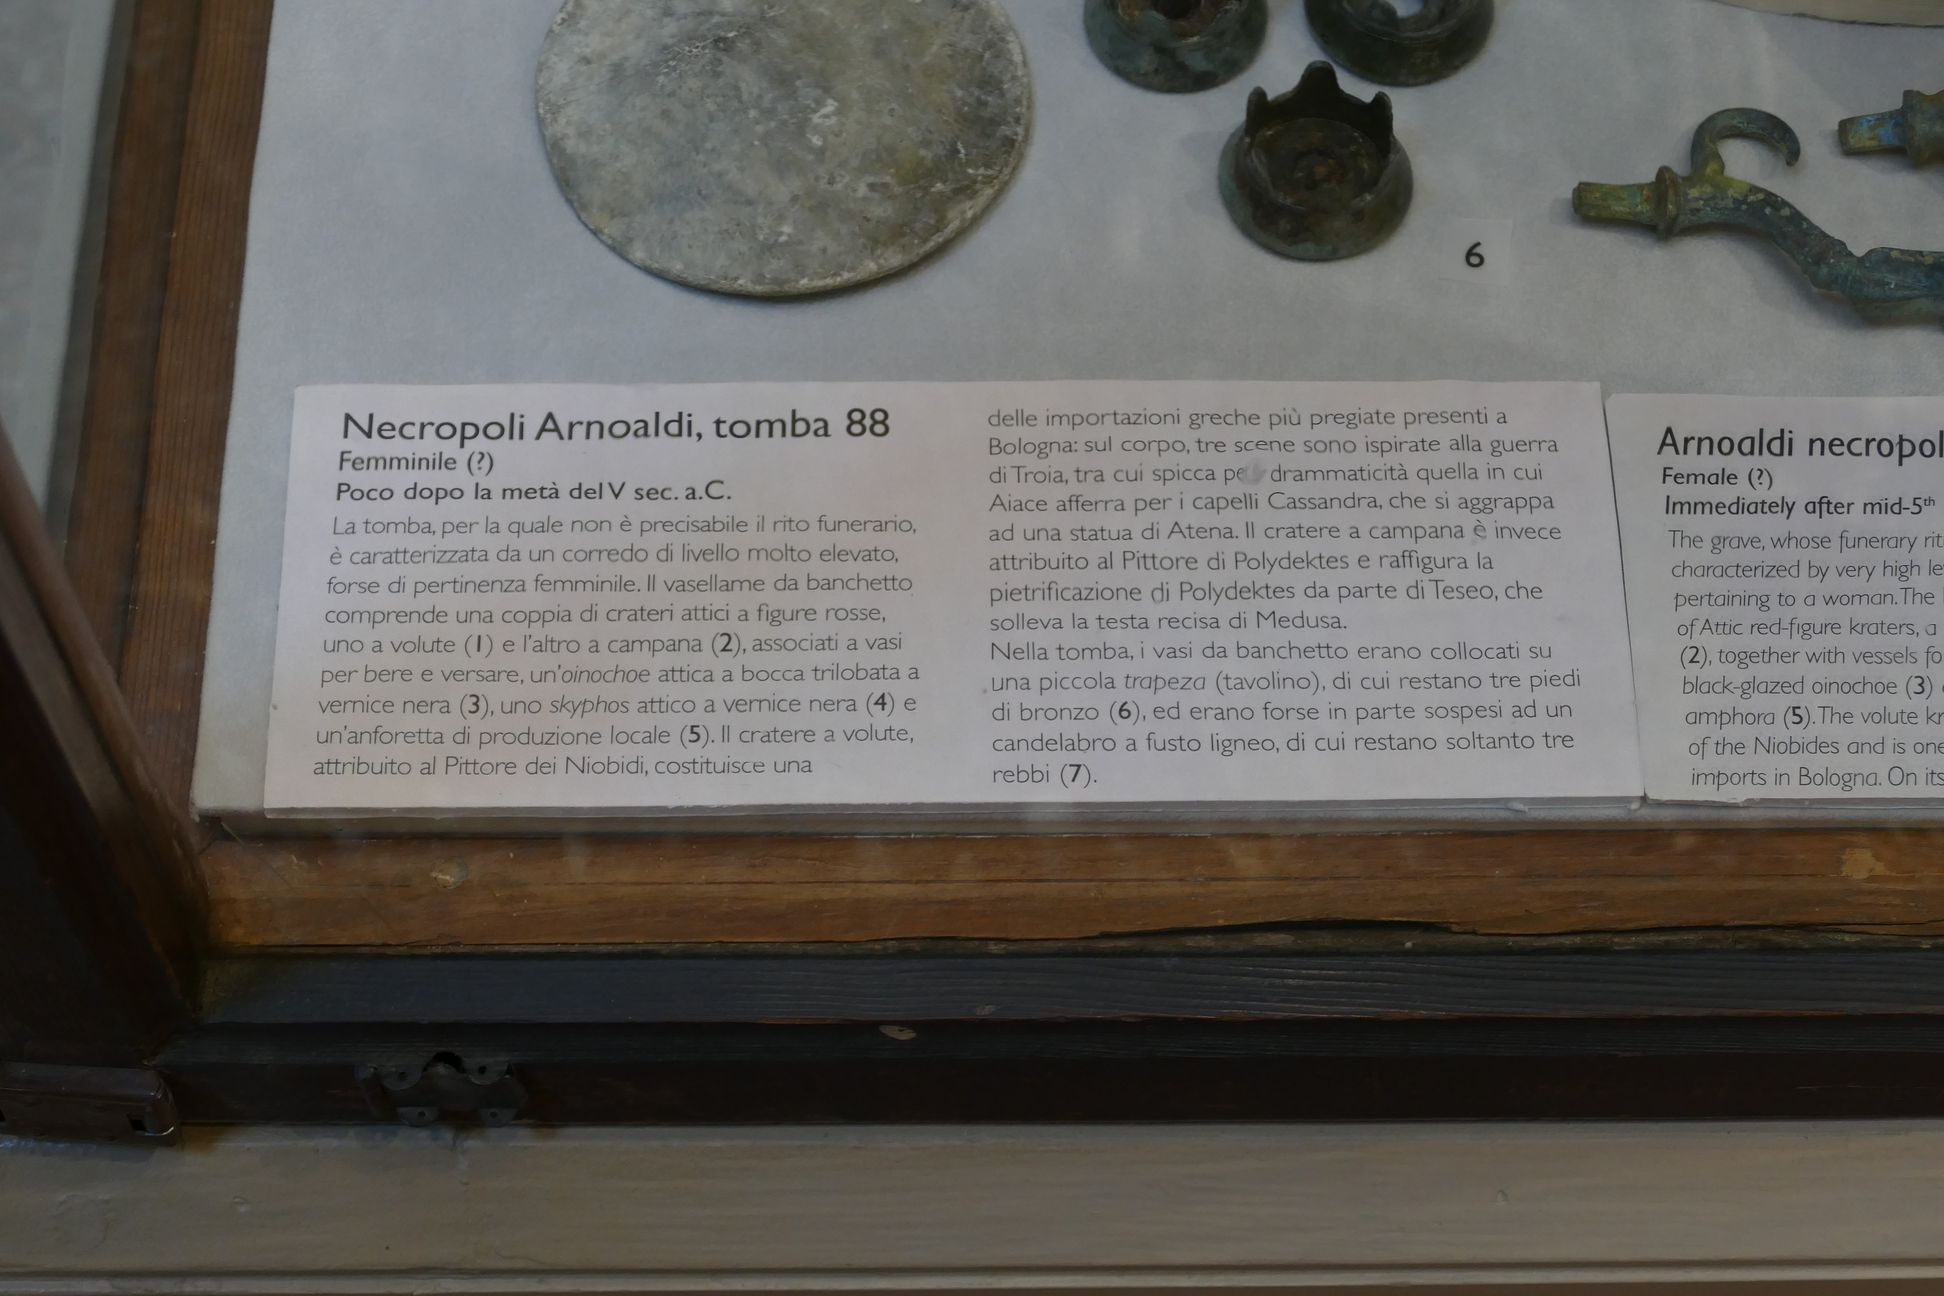 6
Necropoli Arnoaldi, tomba 88
Femminile (?)
Poco dopo la metà del V sec. a.C.
La tomba, per la quale non è precisabile il rito funerario,
è caratterizzata da un corredo di livello molto elevato,
forse di pertinenza femminile. Il vasellame da banchetto
comprende una coppia di crateri attici a figure rosse,
uno a volute (1) e l'altro a campana (2), associati a vasi
per bere e versare, un'oinochoe attica a bocca trilobata a
vernice nera (3), uno skyphos attico a vernice nera (4) e
un'anforetta di produzione locale (5). Il cratere a volute,
attribuito al Pittore dei Niobidi, costituisce una
delle importazioni greche più pregiate presenti a
Bologna: sul corpo, tre scene sono ispirate alla guerra
di Troia, tra cui spicca pe drammaticità quella in cui
Aiace afferra per i capelli Cassandra, che si aggrappa
ad una statua di Atena. Il cratere a campana è invece
attribuito al Pittore di Polydektes e raffigura la
pietrificazione di Polydektes da parte di Teseo, che
solleva la testa recisa di Medusa.
Nella tomba, i vasi da banchetto erano collocati su
una piccola trapeza (tavolino), di cui restano tre piedi
di bronzo (6), ed erano forse in parte sospesi ad un
candelabro a fusto ligneo, di cui restano soltanto tre
rebbi (7).
Arnoaldi necropol
Female (?)
Immediately after mid-5th
The grave, whose funerary rit
characterized by very high le
pertaining to a woman. The
of Attic red-figure kraters, a
(2), together with vessels fo
black-glazed oinochoe (3)
amphora (5). The volute kr
of the Niobides and is one
imports in Bologna. On its